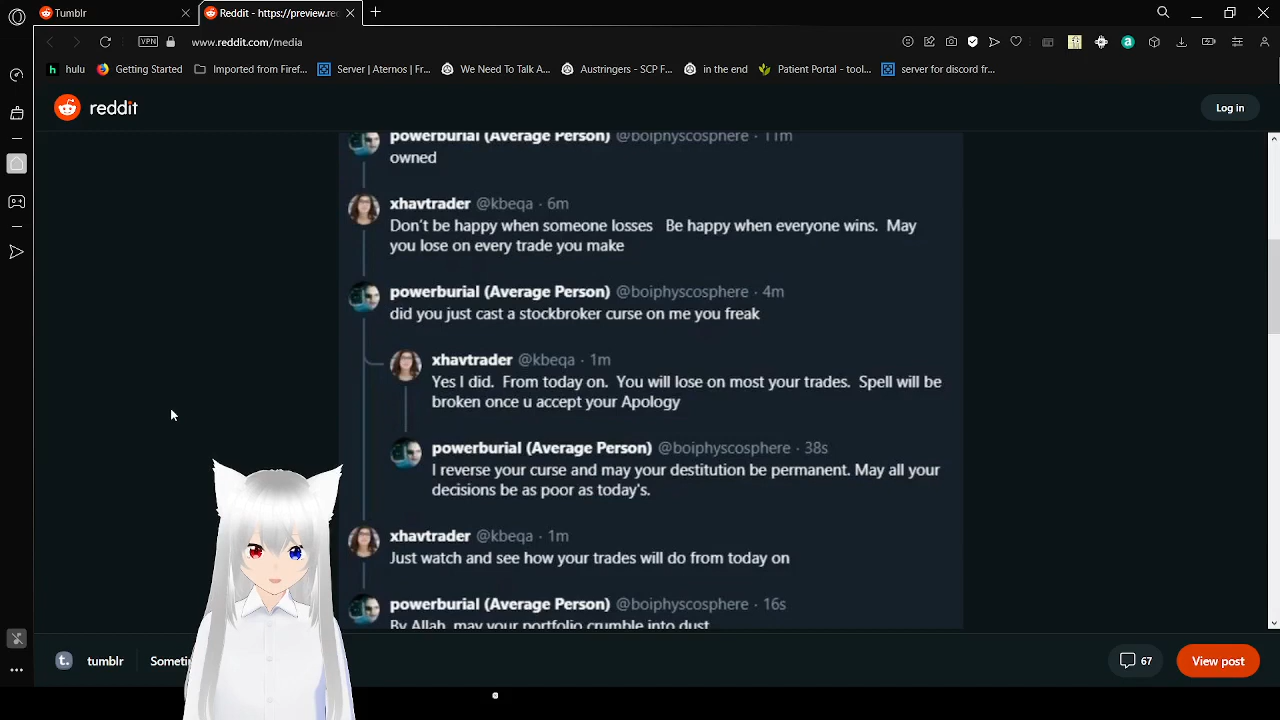 Tumblr
Reddit - https://preview.rec
VPN
www.reddit.com/media
hulu
Getting Started
Imported from Firef...
Server | Aternos | Fr...
We Need To Talk A...
Austringers - SCP F...
in the end
Patient Portal - tool...
server for discord fr...
reddit
Log in
powerburial (Average Person) @boiphyscosphere · 11m
owned
xhavtrader @kbeqa · 6m
Don't be happy when someone losses Be happy when everyone wins. May
you lose on every trade you make
powerburial (Average Person) @boiphyscosphere · 4m
did you just cast a stockbroker curse on me you freak
xhavtrader @kbeqa · 1m
Yes I did. From today on. You will lose on most your trades. Spell will be
broken once u accept your Apology
powerburial (Average Person) @boiphyscosphere · 38s
I reverse your curse and may your destitution be permanent. May all your
decisions be as poor as today's.
xhavtrader @kbeqa · 1m
Just watch and see how your trades will do from today on
powerburial (Average Person) @boiphyscosphere · 16s
By Allah, may your portfolio crumble into dust
t. tumblr
67
View post